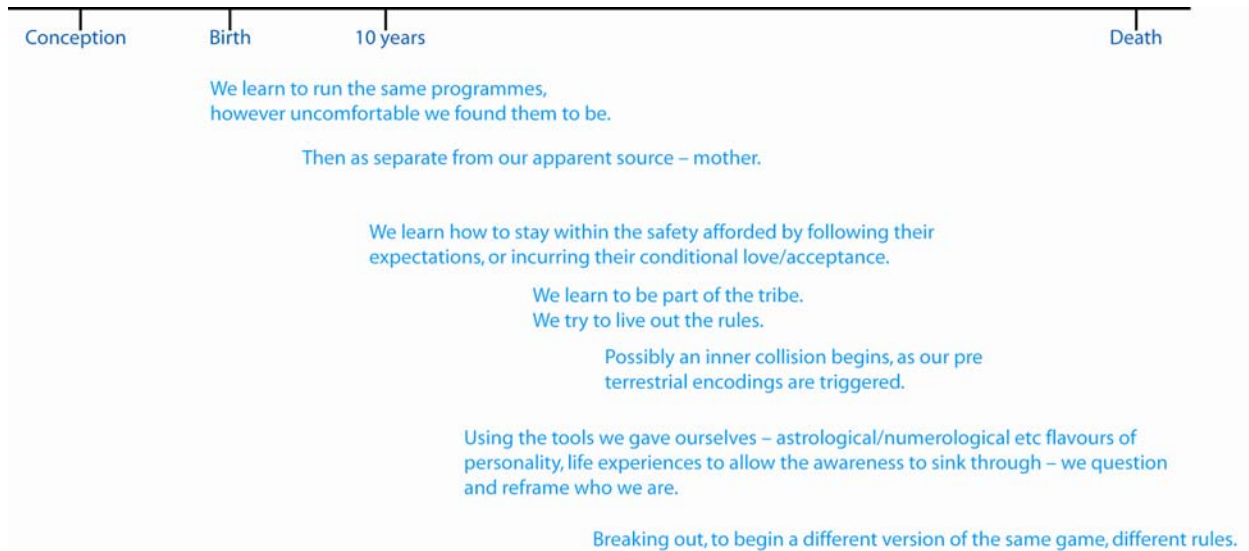 Conception Birth 10 years Death
We learn to run the same programmes,
however uncomfortable we found them to be.
Then as separate from our apparent source – mother.
We learn how to stay within the safety afforded by following their
expectations, or incurring their conditional love/acceptance.
We learn to be part of the tribe.
We try to live out the rules.
Possibly an inner collision begins, as our pre
terrestrial encodings are triggered.
Using the tools we gave ourselves – astrological/numerological etc flavours of
personality, life experiences to allow the awareness to sink through – we question
and reframe who we are.
Breaking out, to begin a different version of the same game, different rules.